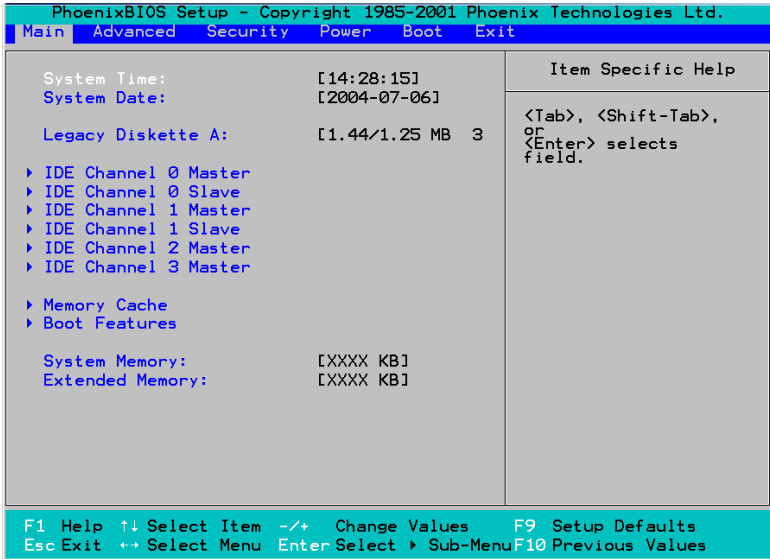 PhoenixBIOS Setup - Copyright 1985-2001 Phoenix Technologies Ltd.
Main Advanced Security Power Boot Exit
System Time: [14:28:15]
System Date: [2004-07-06]
Legacy Diskette A: [1.44/1.25 MB 3
IDE Channel 0 Master
IDE Channel 0 Slave
IDE Channel 1 Master
IDE Channel 1 Slave
IDE Channel 2 Master
IDE Channel 3 Master
Memory Cache
Boot Features
System Memory: [XXXX KB]
Extended Memory: [XXXX KB]
Item Specific Help
<Tab>, <Shift-Tab>,
or
<Enter> selects
field.
F1 Help ↑↓ Select Item -/+ Change Values F9 Setup Defaults
Esc Exit ↔ Select Menu Enter Select ▸ Sub-Menu F10 Previous Values